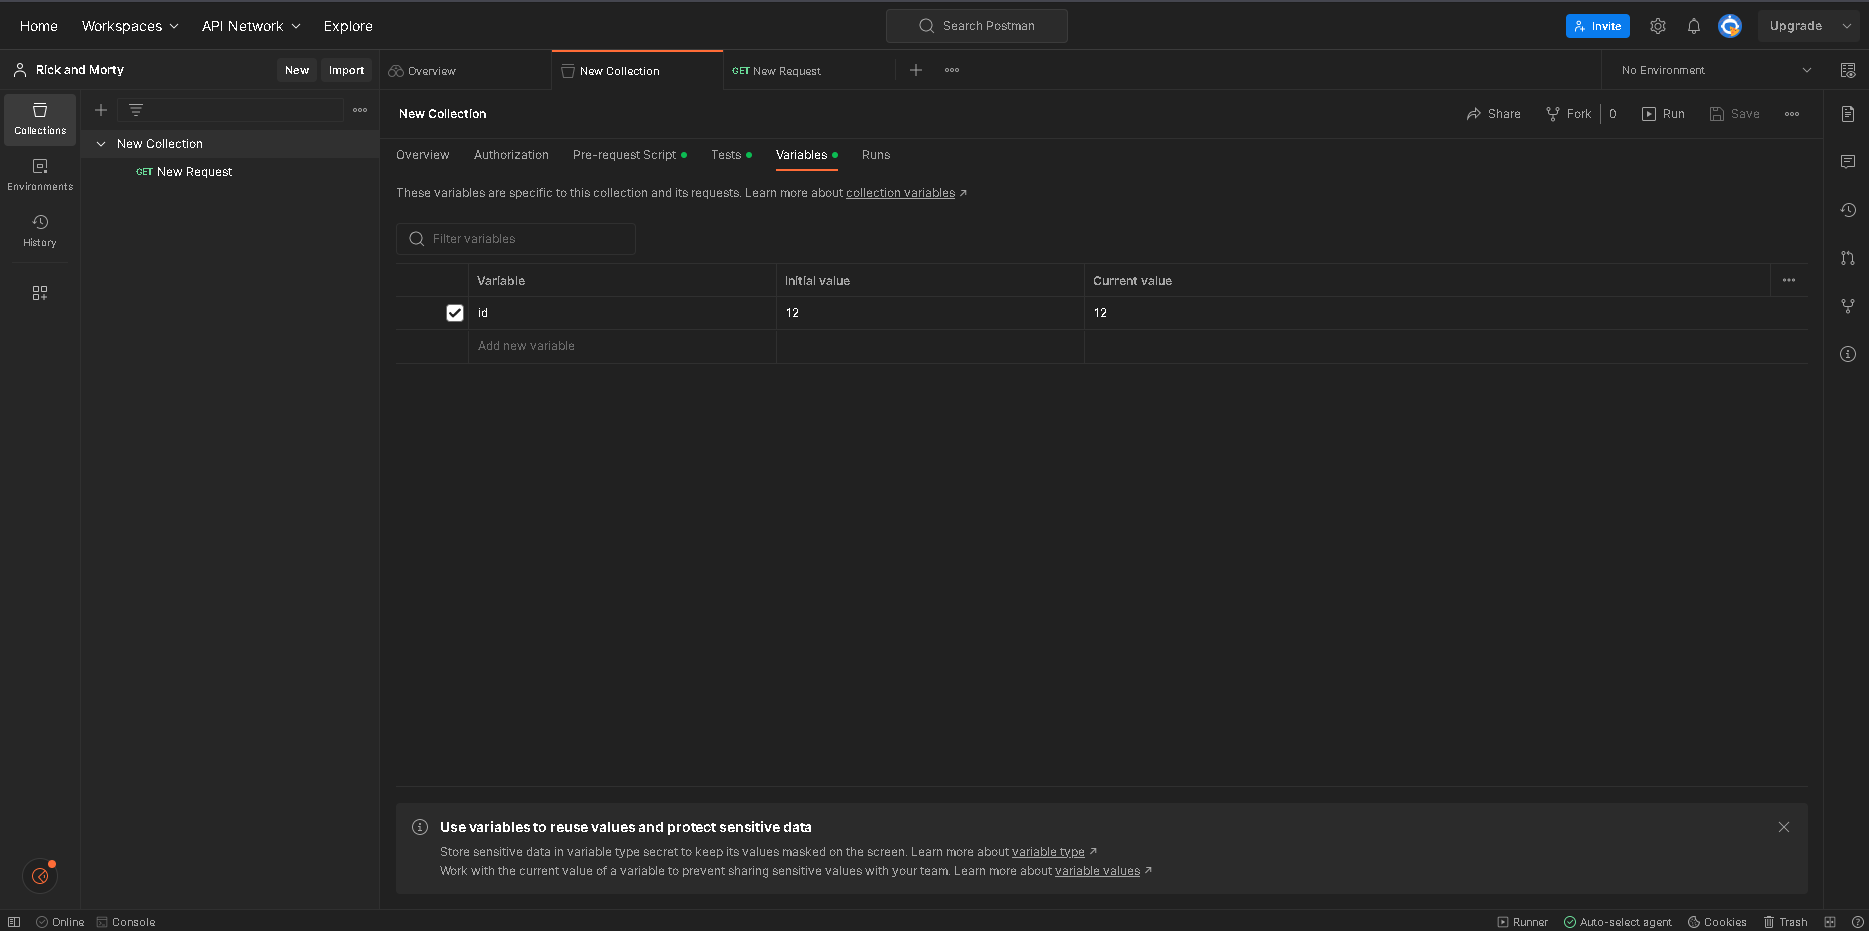 Home Workspaces API Network Explore Search Postman Invite Upgrade
Rick and Morty New Import Overview New Collection GET New Request No Environment
Collections
Environments
History
New Collection
GET New Request
New Collection Share Fork 0 Run Save
Overview Authorization Pre-request Script Tests Variables Runs
These variables are specific to this collection and its requests. Learn more about collection variables ↗
Filter variables
Variable Initial value Current value
id 12 12
Add new variable
Use variables to reuse values and protect sensitive data
Store sensitive data in variable type secret to keep its values masked on the screen. Learn more about variable type ↗
Work with the current value of a variable to prevent sharing sensitive values with your team. Learn more about variable values ↗
Online Console Runner Auto-select agent Cookies Trash